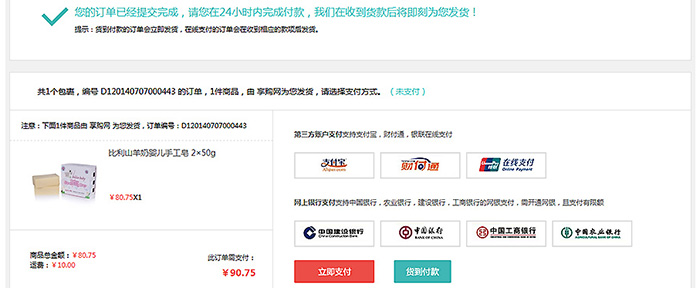 您的订单已经提交完成，请您在24小时内完成付款，我们在收到货款后将即刻为您发货！
提示：货到付款的订单会立即发货，在线支付的订单会在收到相应的款项后发货。
共1个包裹，编号 D120140707000443 的订单，1件商品，由 享购网为您发货，请选择支付方式。（未支付）
注意：下面1件商品由 享购网 为您发货，订单编号：D120140707000443
比利山羊奶婴儿手工皂 2×50g
￥80.75X1
商品总金额：￥80.75
运费：￥10.00
此订单需支付：
￥90.75
第三方账户支付支持支付宝，财付通，银联在线支付
支付宝
Alipay.com
财付通
UnionPay 银联
在线支付
Online Payment
网上银行支付支持中国银行，农业银行，建设银行，工商银行的网银支付，需开通网银，且支付有限额
中国建设银行
China Construction Bank
中国银行
BANK OF CHINA
中国工商银行
中国农业银行
AGRICULTURAL BANK OF CHINA
立即支付
货到付款